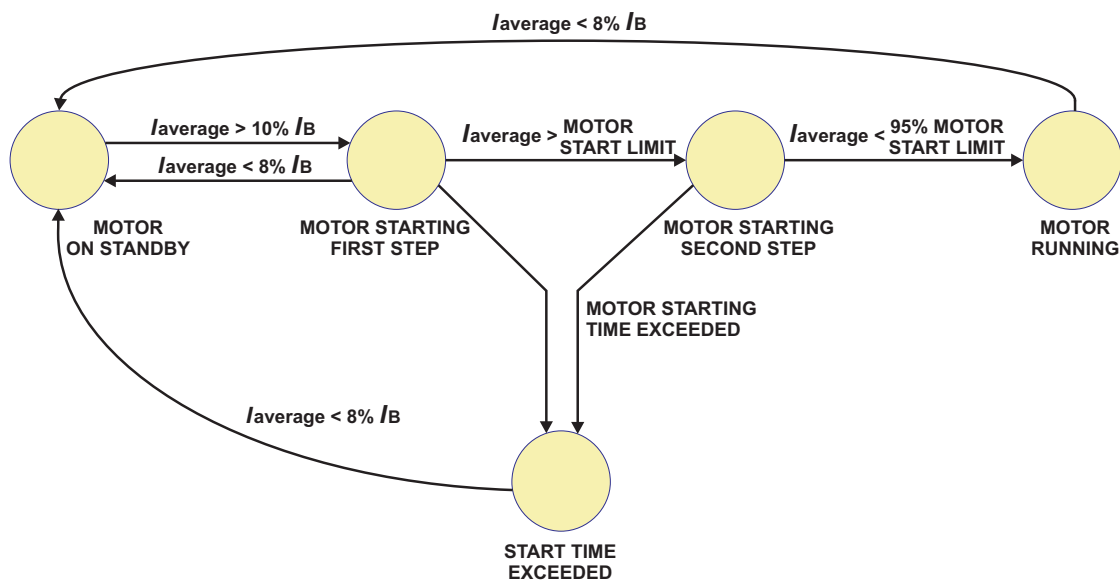 Iaverage < 8% IB
Iaverage > 10% IB
Iaverage < 8% IB
Iaverage > MOTOR
START LIMIT
Iaverage < 95% MOTOR
START LIMIT
MOTOR
ON STANDBY
MOTOR STARTING
FIRST STEP
MOTOR STARTING
SECOND STEP
MOTOR
RUNNING
MOTOR STARTING
TIME EXCEEDED
Iaverage < 8% IB
START TIME
EXCEEDED